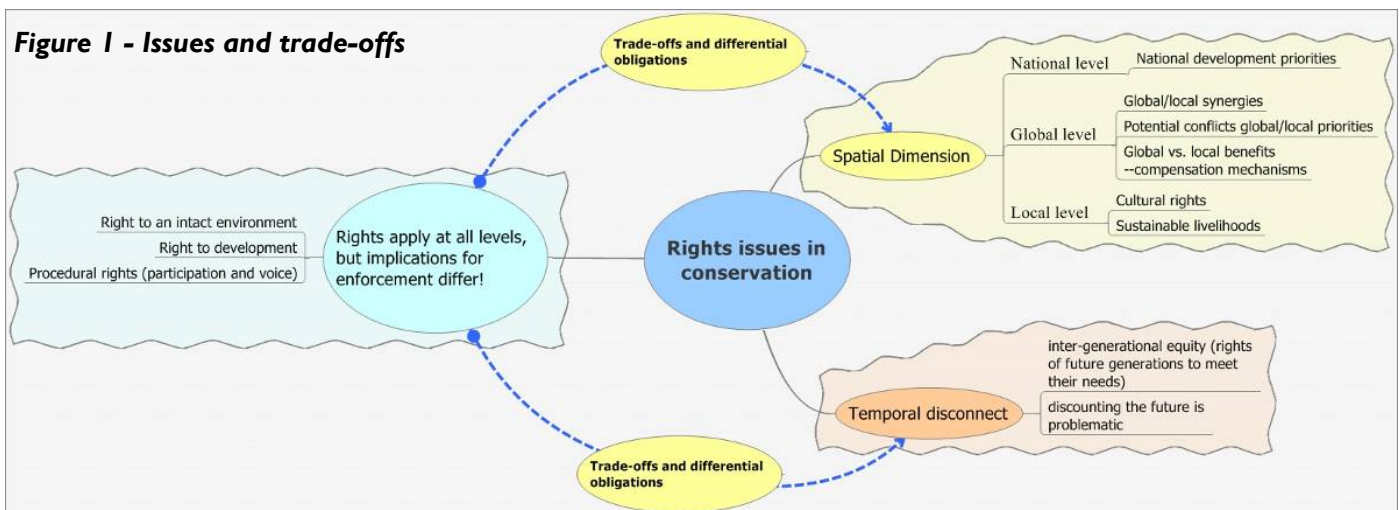 Figure 1 - Issues and trade-offs
Trade-offs and differential
obligations
National level
National development priorities
Global/local synergies
Global level
Potential conflicts global/local priorities
Global vs. local benefits
--compensation mechanisms
Spatial Dimension
Local level
Cultural rights
Sustainable livelihoods
Right to an intact environment
Right to development
Procedural rights (participation and voice)
Rights apply at all levels,
but implications for
enforcement differ!
Rights issues in
conservation
inter-generational equity (rights
of future generations to meet
their needs)
Temporal disconnect
discounting the future is
problematic
Trade-offs and differential
obligations